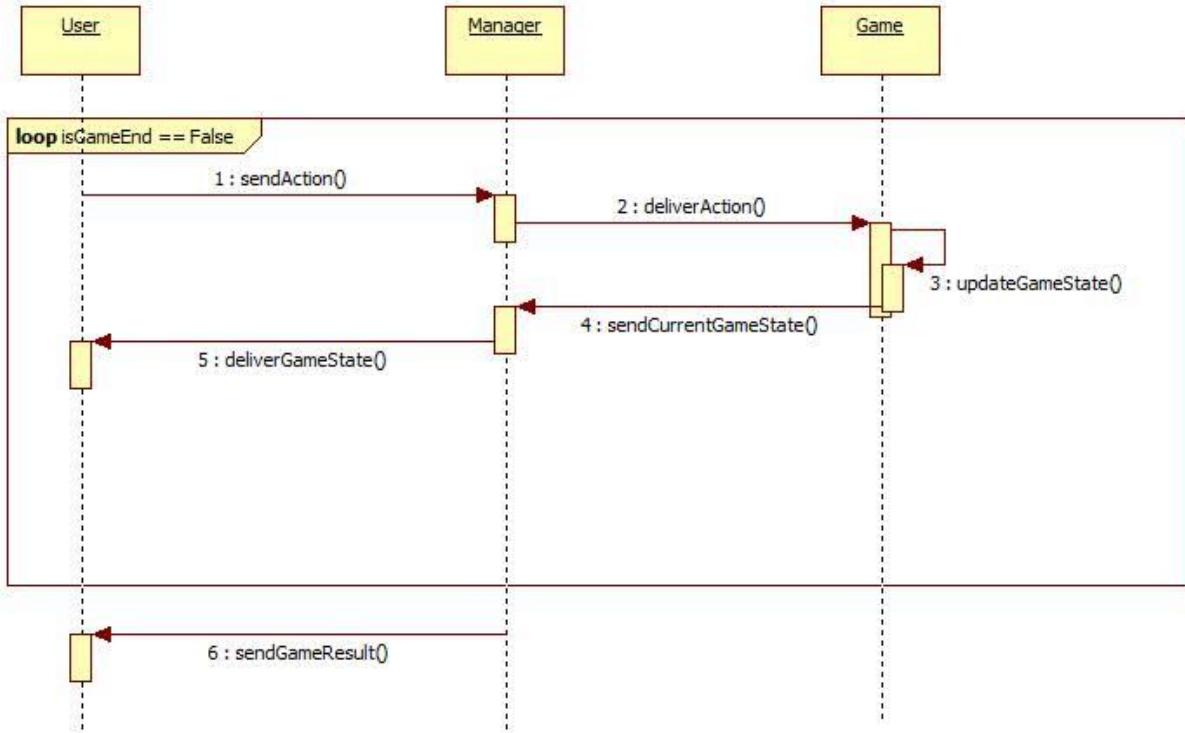 User
Manager
Game
loop isGameEnd == False
1 : sendAction()
2 : deliverAction()
3 : updateGameState()
4 : sendCurrentGameState()
5 : deliverGameState()
6 : sendGameResult()